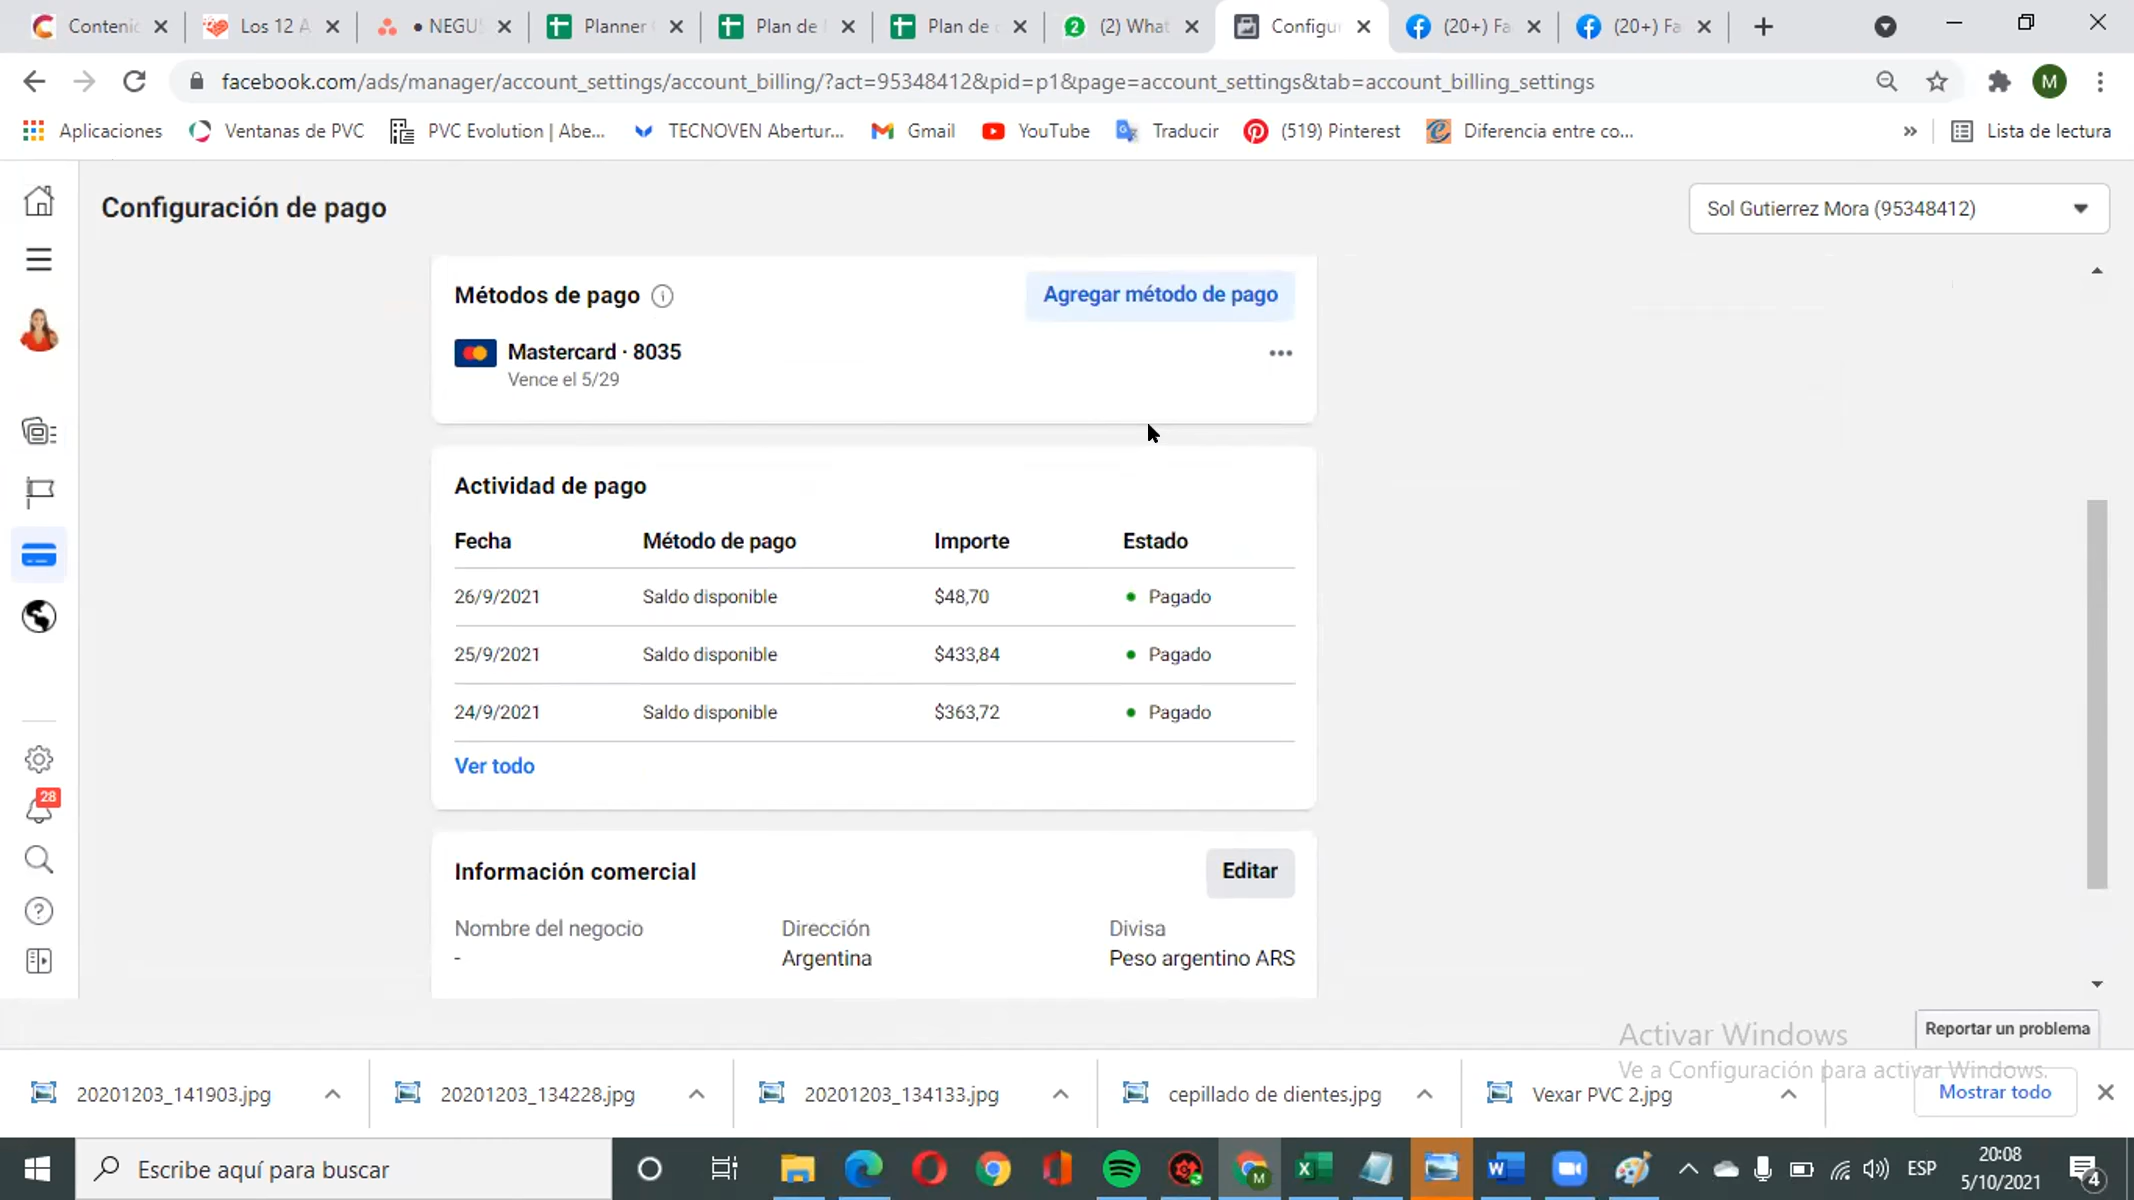 Contenic
Los 12 A
• NEGU
Planner
Plan de
Plan de
(2) What
Configur
(20+) Fa
(20+) Fa
facebook.com/ads/manager/account_settings/account_billing/?act=95348412&pid=p1&page=account_settings&tab=account_billing_settings
M
Aplicaciones
Ventanas de PVC
PVC Evolution | Abe...
TECNOVEN Abertur...
Gmail
YouTube
Traducir
(519) Pinterest
Diferencia entre co...
»
Lista de lectura
Configuración de pago
Sol Gutierrez Mora (95348412)
Métodos de pago
Agregar método de pago
Mastercard · 8035
Vence el 5/29
Actividad de pago
Fecha Método de pago Importe Estado
26/9/2021 Saldo disponible $48,70 Pagado
25/9/2021 Saldo disponible $433,84 Pagado
24/9/2021 Saldo disponible $363,72 Pagado
Ver todo
28
Información comercial
Editar
Nombre del negocio Dirección Divisa
- Argentina Peso argentino ARS
Activar Windows
Ve a Configuración para activar Windows.
Reportar un problema
20201203_141903.jpg
20201203_134228.jpg
20201203_134133.jpg
cepillado de dientes.jpg
Vexar PVC 2.jpg
Mostrar todo
Escribe aquí para buscar
ESP
20:08
5/10/2021
4